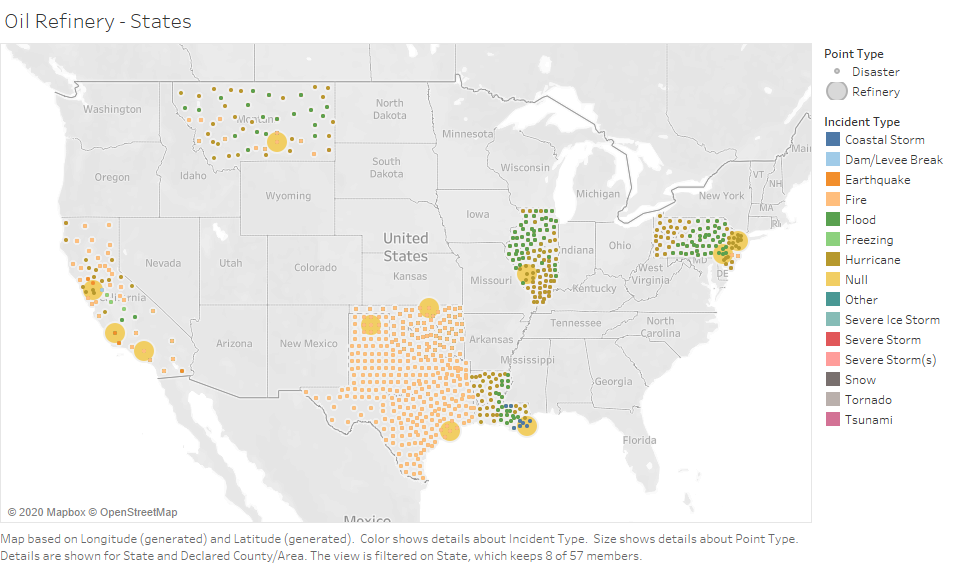 Oil Refinery - States
Point Type
Disaster
Refinery
Incident Type
Coastal Storm
Dam/Levee Break
Earthquake
Fire
Flood
Freezing
Hurricane
Null
Other
Severe Ice Storm
Severe Storm
Severe Storm(s)
Snow
Tornado
Tsunami
Washington
North
Dakota
Minnesota
Oregon
Idaho
South
Dakota
Wisconsin
Michigan
New York
VT
NH
MA
Wyoming
Iowa
Nevada
Utah
Colorado
United
States
Kansas
Missouri
Ohio
West
Virginia
DE
Kentucky
Arizona
New Mexico
Arkansas
Tennessee
North
Carolina
Mississippi
Georgia
Florida
Mexico
© 2020 Mapbox © OpenStreetMap
Map based on Longitude (generated) and Latitude (generated).  Color shows details about Incident Type.  Size shows details about Point Type.
Details are shown for State and Declared County/Area. The view is filtered on State, which keeps 8 of 57 members.